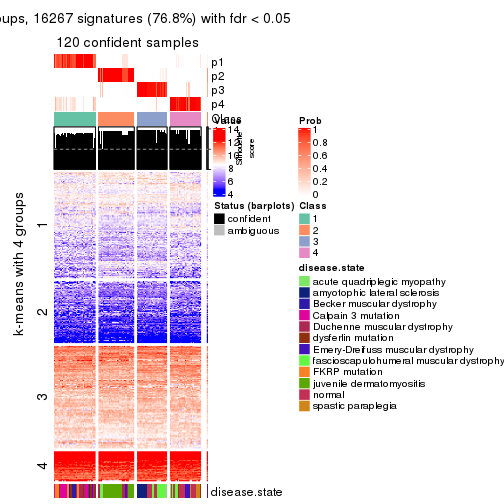 oups, 16267 signatures (76.8%) with fdr < 0.05
120 confident samples
p1
p2
p3
p4
Class
Silhouette
score
k-means with 4 groups
1
2
3
4
disease.state
Value
14
12
10
8
6
4
Prob
1
0.8
0.6
0.4
0.2
0
Status (barplots)
confident
ambiguous
Class
1
2
3
4
disease.state
acute quadriplegic myopathy
amyotophic lateral sclerosis
Becker muscular dystrophy
Calpain 3 mutation
Duchenne muscular dystrophy
dysferlin mutation
Emery-Dreifuss muscular dystrophy
fascioscapulohumeral muscular dystrophy
FKRP mutation
juvenile dermatomyositis
normal
spastic paraplegia